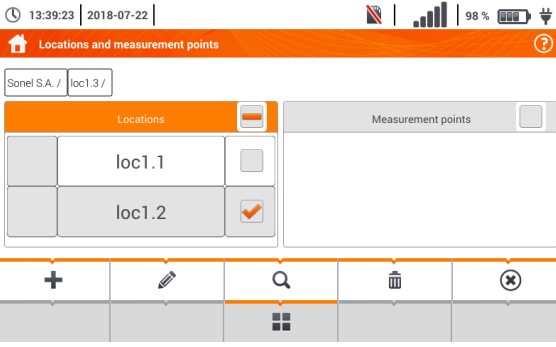 13:39:23 2018-07-22 98 %
Locations and measurement points
Sonel S.A. / loc1.3 /
Locations Measurement points
loc1.1
loc1.2